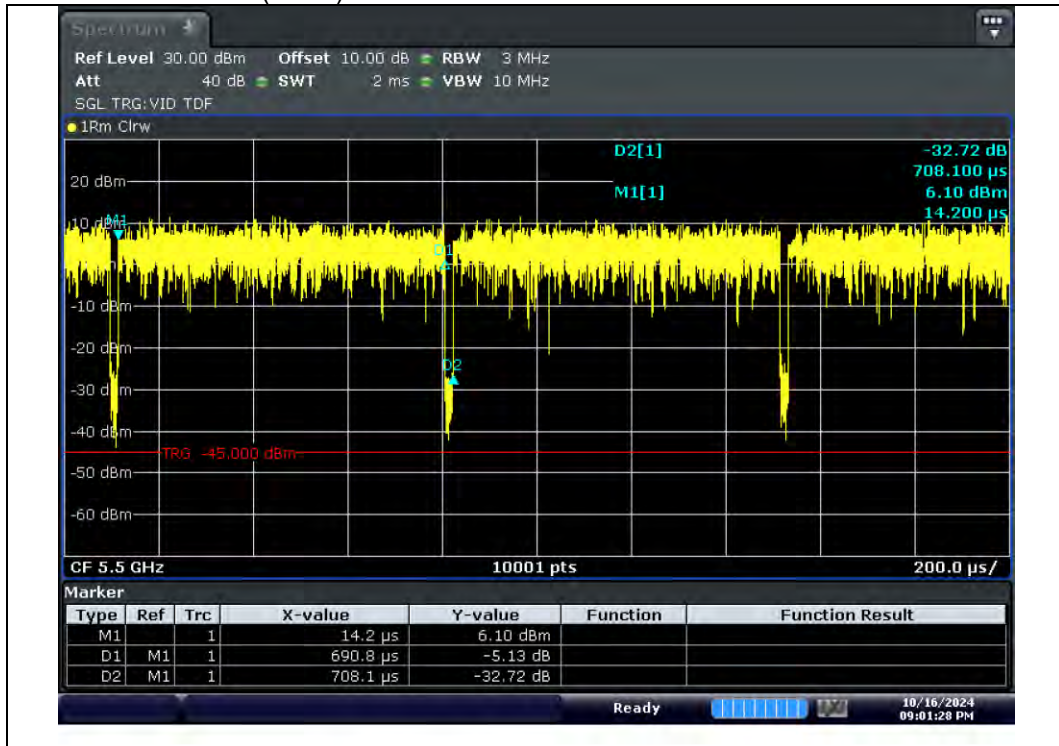 Spectrum
Ref Level 30.00 dBm Offset 10.00 dB RBW 3 MHz
Att 40 dB SWT 2 ms VBW 10 MHz
SGL TRG:VID TDF
1Rm Clrw
D2[1] -32.72 dB
708.100 µs
20 dBm
M1[1] 6.10 dBm
14.200 µs
10 dBm
M1
D1
-10 dBm
-20 dBm
D2
-30 dBm
-40 dBm
TRG -45.000 dBm
-50 dBm
-60 dBm
CF 5.5 GHz 10001 pts 200.0 µs/
Marker
Type Ref Trc X-value Y-value Function Function Result
M1 1 14.2 µs 6.10 dBm
D1 M1 1 690.8 µs -5.13 dB
D2 M1 1 708.1 µs -32.72 dB
Ready 10/16/2024
09:01:28 PM